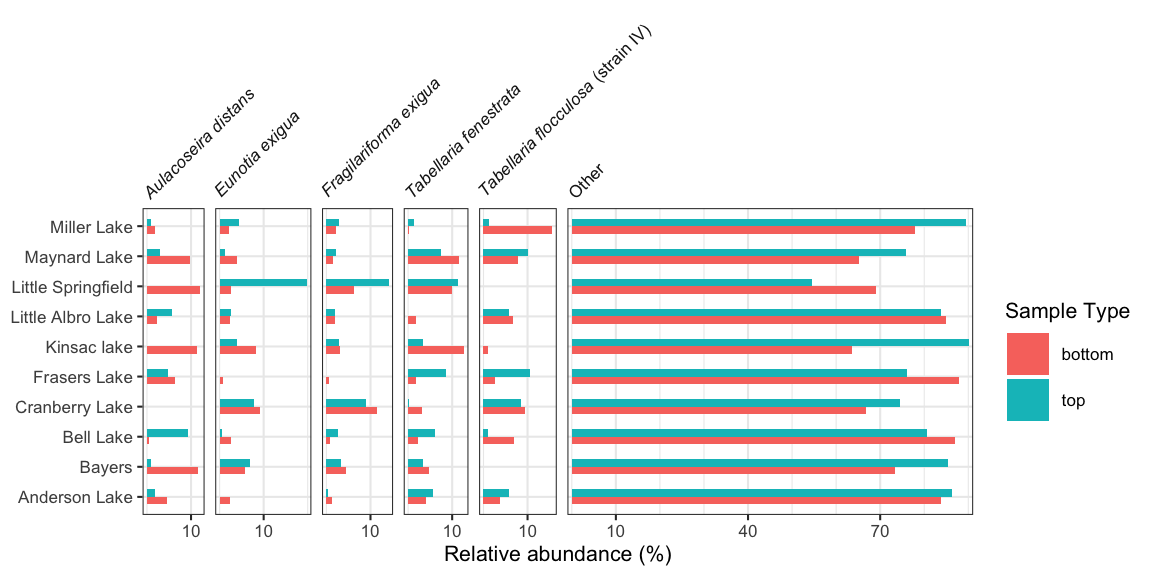 Aulacoseira distans
Eunotia exigua
Fragilariforma exigua
Tabellaria fenestrata
Tabellaria flocculosa (strain IV)
Other
Miller Lake
Maynard Lake
Little Springfield
Little Albro Lake
Kinsac lake
Frasers Lake
Cranberry Lake
Bell Lake
Bayers
Anderson Lake
10 10 10 10 10 10 40 70
Relative abundance (%)
Sample Type
bottom
top